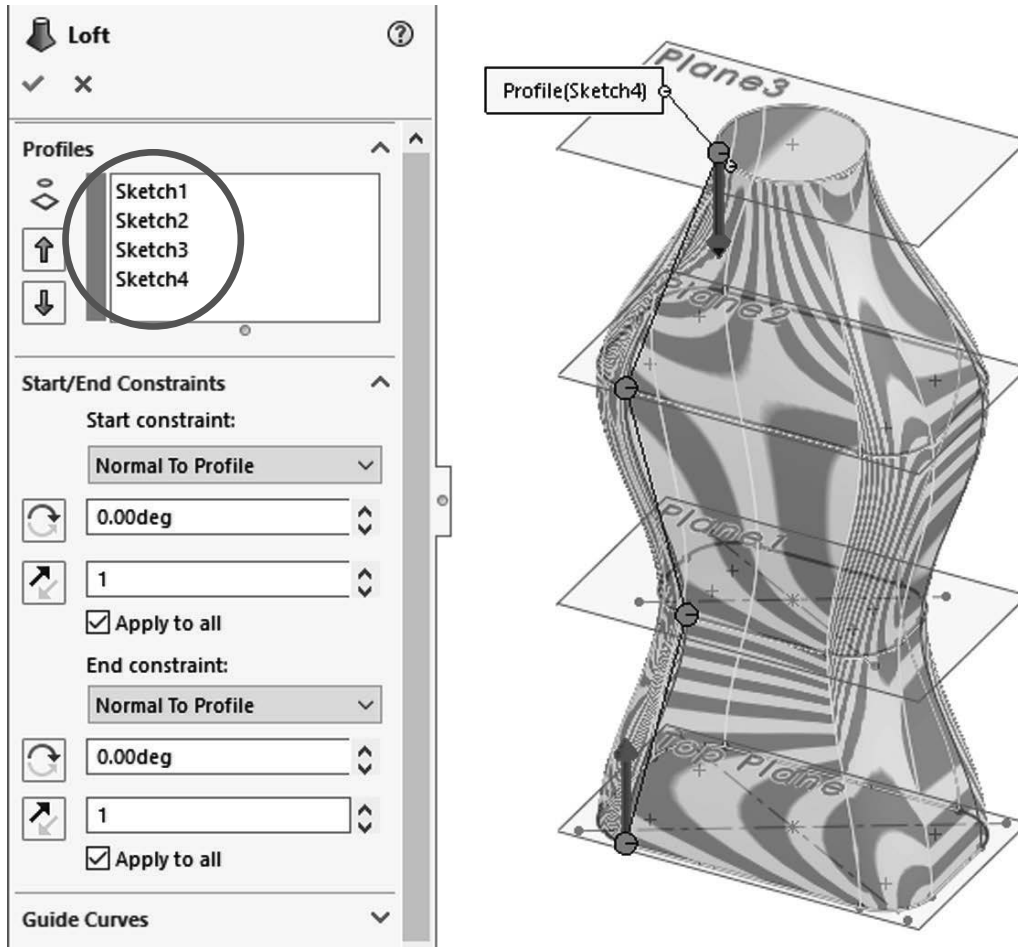 Loft
Profiles
Sketch1
Sketch2
Sketch3
Sketch4
Start/End Constraints
Start constraint:
Normal To Profile
0.00deg
1
Apply to all
End constraint:
Normal To Profile
0.00deg
1
Apply to all
Guide Curves
Plane3
Profile(Sketch4)
Plane2
Plane1
Top Plane